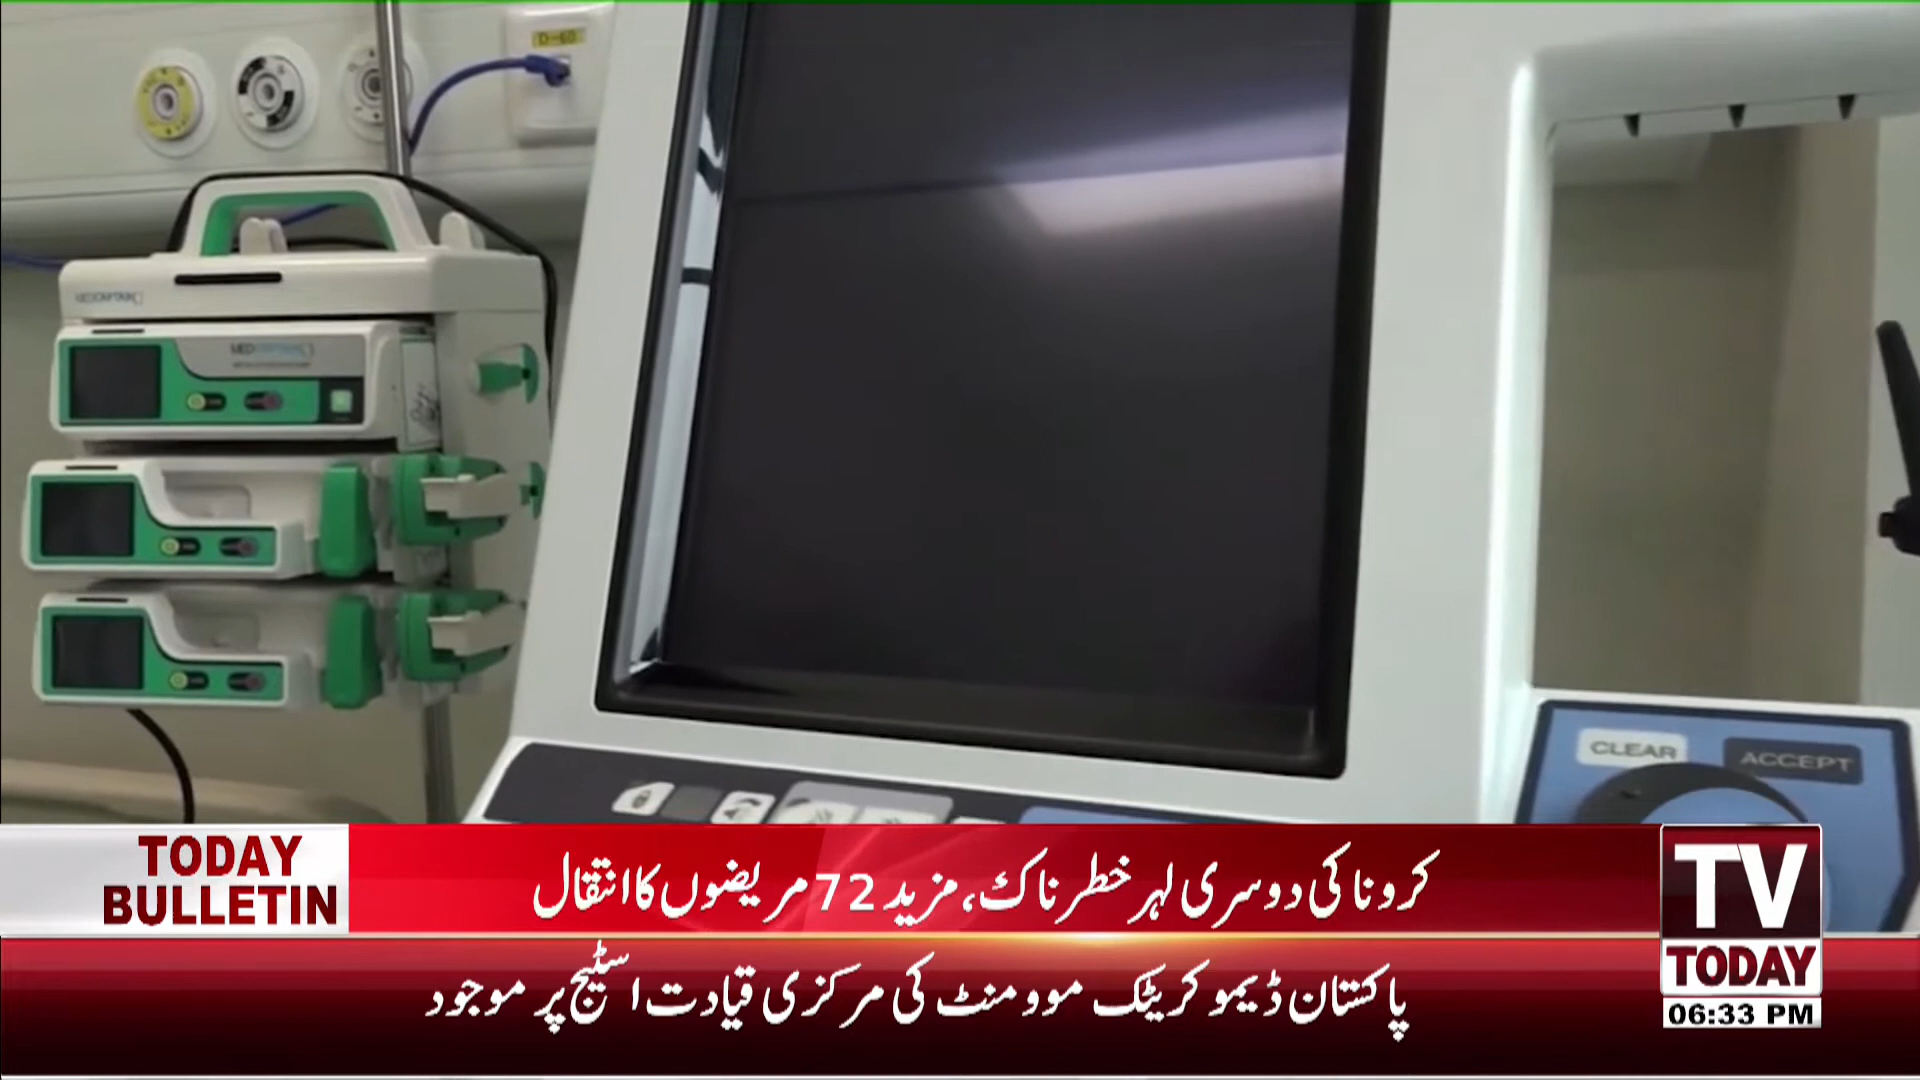 D-60
CLEAR
ACCEPT
TODAY
BULLETIN
کرونا کی دوسری لہر خطرناک، مزید 72 مریضوں کا انتقال
پاکستان ڈیموکریٹک موومنٹ کی مرکزی قیادت اسٹیج پر موجود
TV
TODAY
06:33 PM